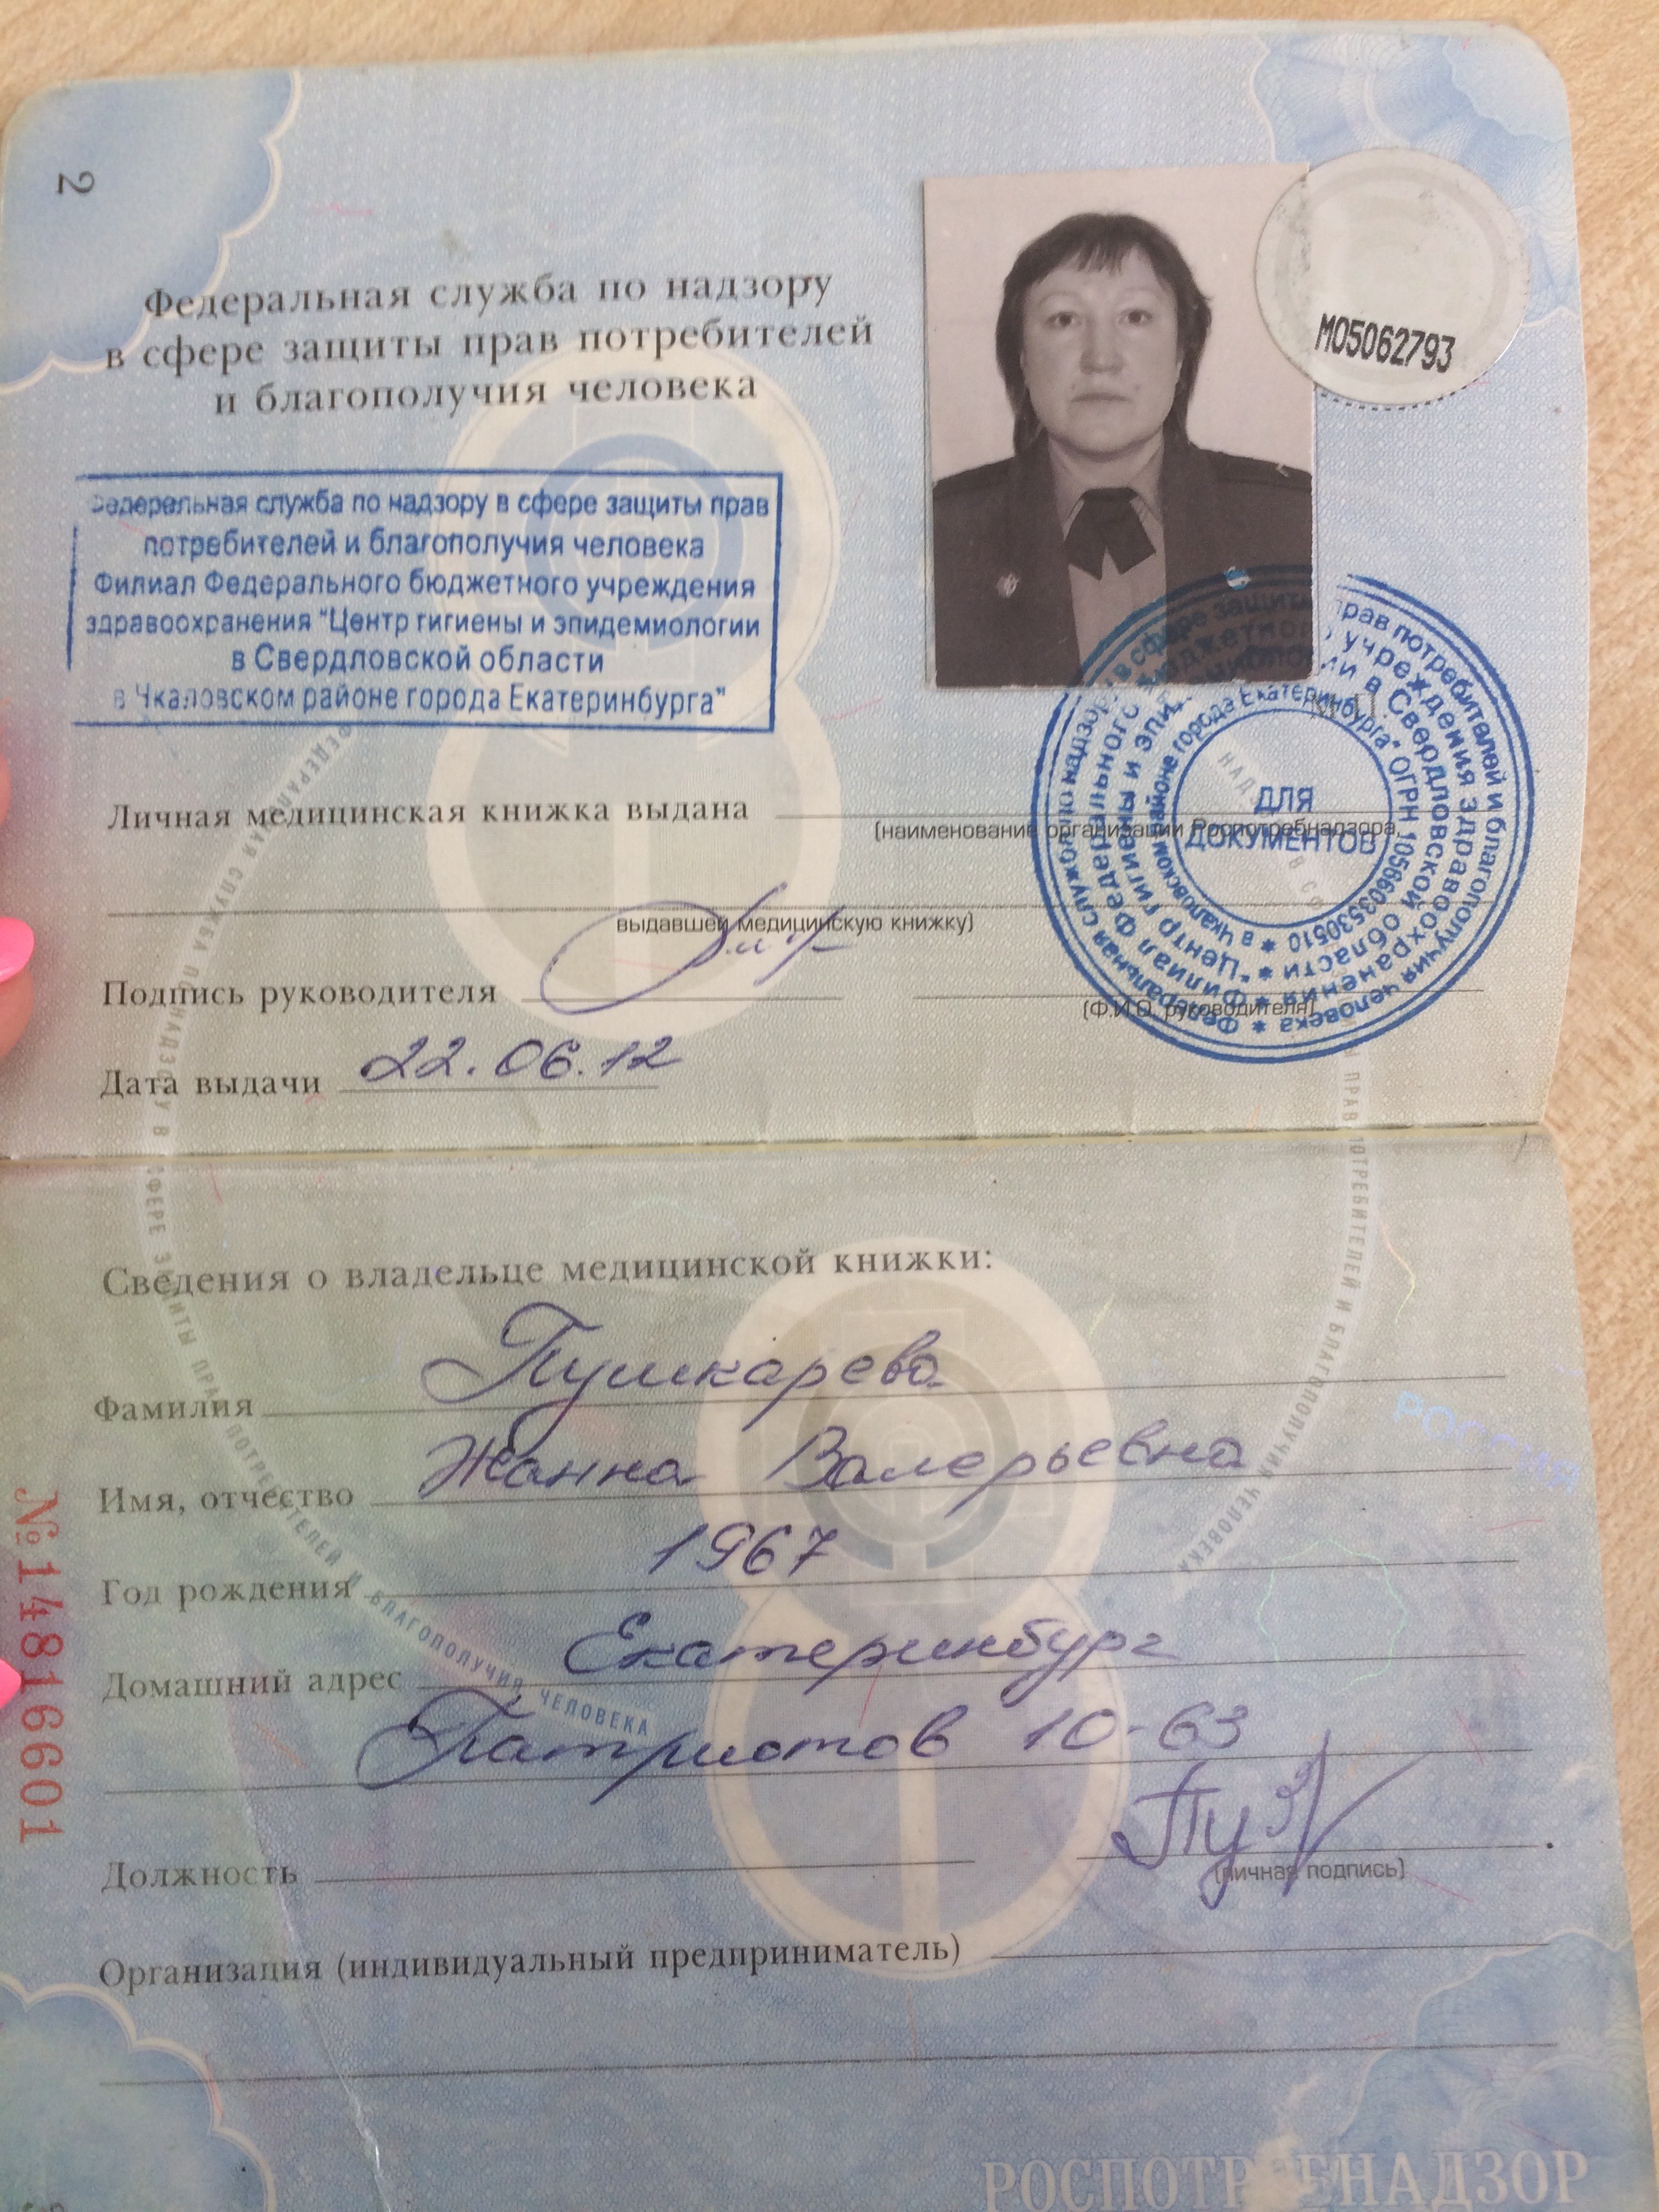 2
Федеральная служба по надзору
в сфере защиты прав потребителей
и благополучия человека
М05062793
Федеральная служба по надзору в сфере защиты прав
потребителей и благополучия человека
Филиал Федерального бюджетного учреждения
здравоохранения "Центр гигиены и эпидемиологии
в Свердловской области
в Чкаловском районе города Екатеринбурга"
Личная медицинская книжка выдана
(наименование организации Роспотребнадзора,
выдавшей медицинскую книжку)
ДЛЯ
ДОКУМЕНТОВ
Подпись руководителя
(Ф.И.О. руководителя)
Дата выдачи 22.06.12
Сведения о владельце медицинской книжки:
Фамилия Пушкарева
Имя, отчество Жанна Валерьевна
Год рождения 1967
Домашний адрес Екатеринбург
Патриотов 10-63
Должность
(личная подпись)
Организация (индивидуальный предприниматель)
№14816601
РОСПОТРЕБНАДЗОР